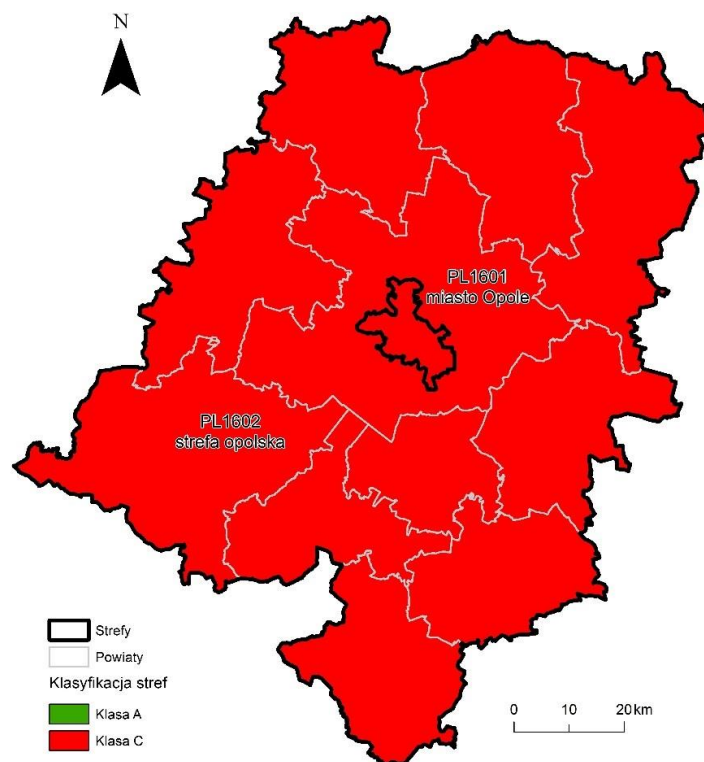 N
PL1601
miasto Opole
PL1602
strefa opolska
Strefy
Powiaty
Klasyfikacja stref
Klasa A
Klasa C
0 10 20 km